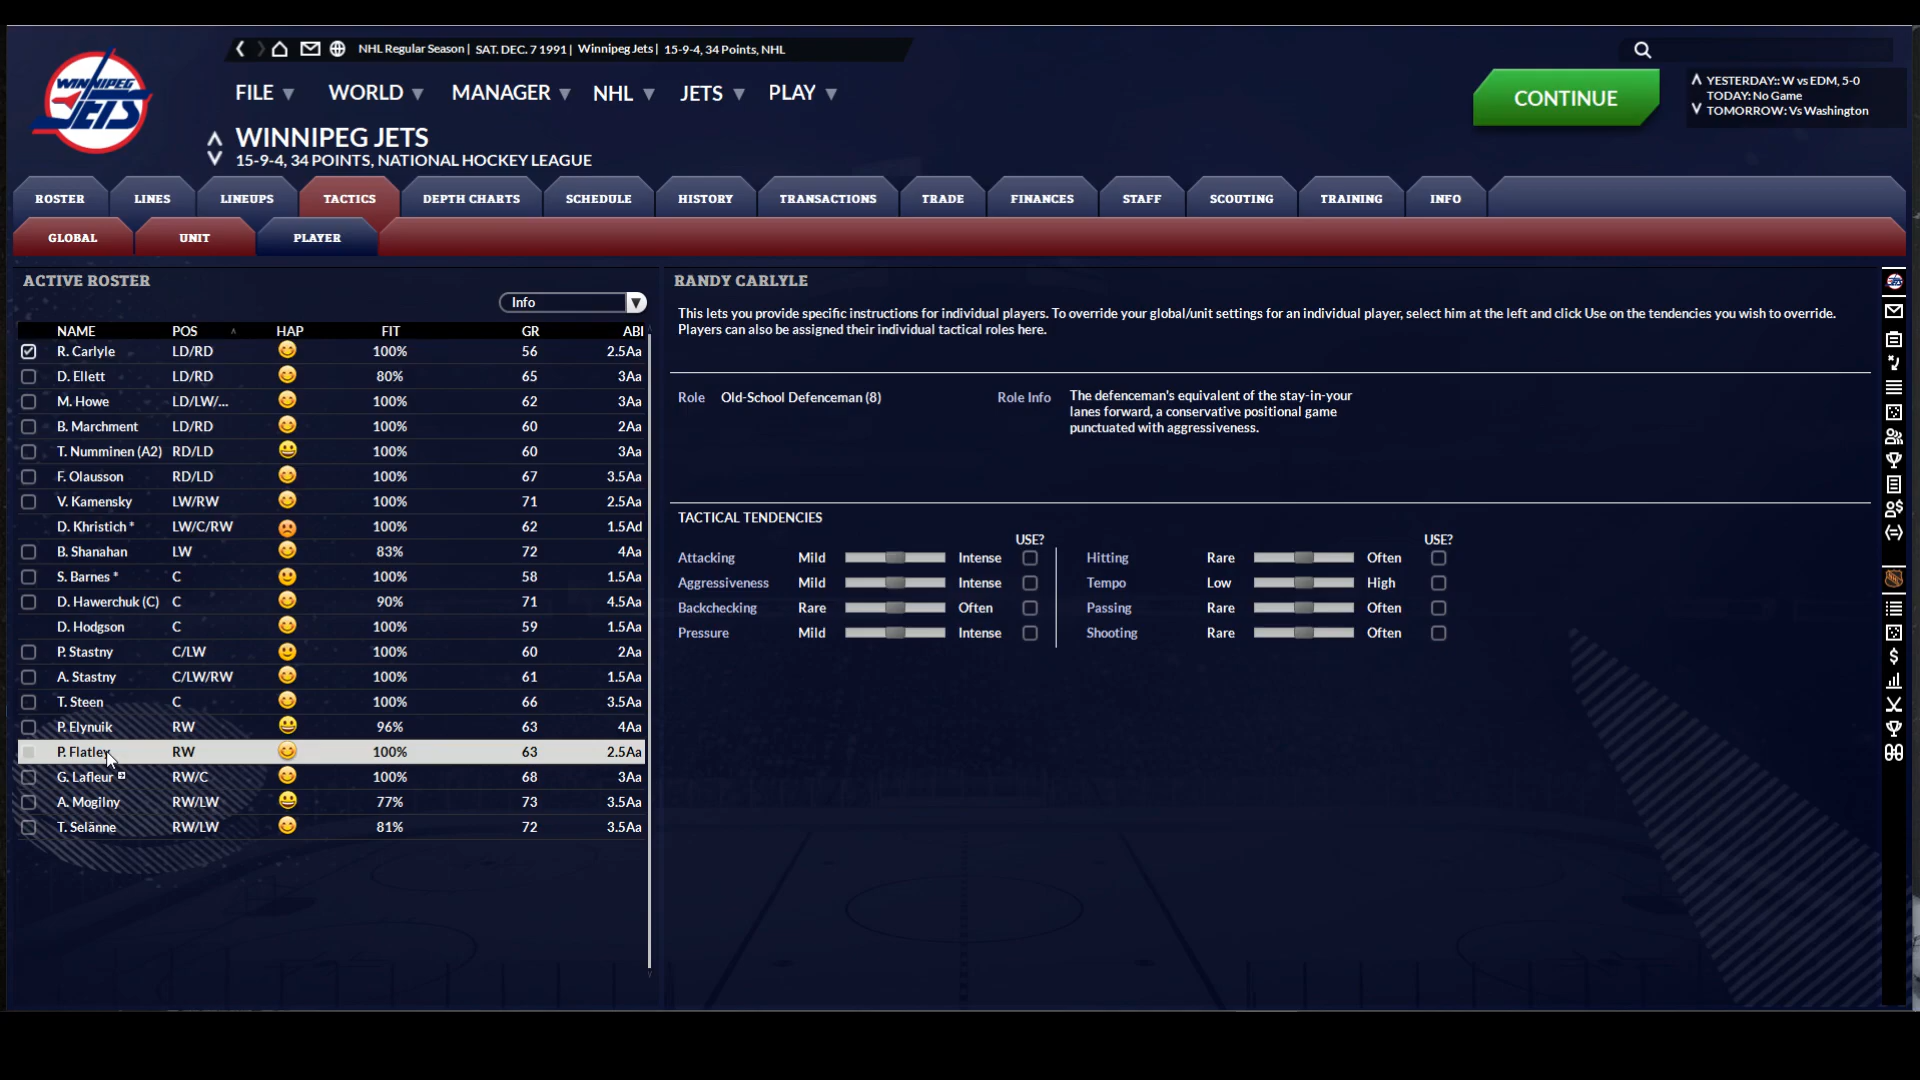 WINNIPEG
JETS
NHL Regular Season | SAT. DEC. 7 1991 | Winnipeg Jets | 15-9-4, 34 Points, NHL
FILE WORLD MANAGER NHL JETS PLAY
CONTINUE
YESTERDAY:: W vs EDM, 5-0
TODAY: No Game
TOMORROW: Vs Washington
WINNIPEG JETS
15-9-4, 34 POINTS, NATIONAL HOCKEY LEAGUE
ROSTER LINES LINEUPS TACTICS DEPTH CHARTS SCHEDULE HISTORY TRANSACTIONS TRADE FINANCES STAFF SCOUTING TRAINING INFO
GLOBAL UNIT PLAYER
ACTIVE ROSTER
Info
NAME POS HAP FIT GR ABI
R. Carlyle LD/RD 100% 56 2.5Aa
D. Ellett LD/RD 80% 65 3Aa
M. Howe LD/LW/... 100% 62 3Aa
B. Marchment LD/RD 100% 60 2Aa
T. Numminen (A2) RD/LD 100% 60 3Aa
F. Olausson RD/LD 100% 67 3.5Aa
V. Kamensky LW/RW 100% 71 2.5Aa
D. Khristich * LW/C/RW 100% 62 1.5Ad
B. Shanahan LW 83% 72 4Aa
S. Barnes * C 100% 58 1.5Aa
D. Hawerchuk (C) C 90% 71 4.5Aa
D. Hodgson C 100% 59 1.5Aa
P. Stastny C/LW 100% 60 2Aa
A. Stastny C/LW/RW 100% 61 1.5Aa
T. Steen C 100% 66 3.5Aa
P. Elynuik RW 96% 63 4Aa
P. Flatley RW 100% 63 2.5Aa
G. Lafleur RW/C 100% 68 3Aa
A. Mogilny RW/LW 77% 73 3.5Aa
T. Selänne RW/LW 81% 72 3.5Aa
RANDY CARLYLE
This lets you provide specific instructions for individual players. To override your global/unit settings for an individual player, select him at the left and click Use on the tendencies you wish to override.
Players can also be assigned their individual tactical roles here.
Role Old-School Defenceman (8)
Role Info The defenceman's equivalent of the stay-in-your
lanes forward, a conservative positional game
punctuated with aggressiveness.
TACTICAL TENDENCIES
USE? USE?
Attacking Mild Intense Hitting Rare Often
Aggressiveness Mild Intense Tempo Low High
Backchecking Rare Often Passing Rare Often
Pressure Mild Intense Shooting Rare Often